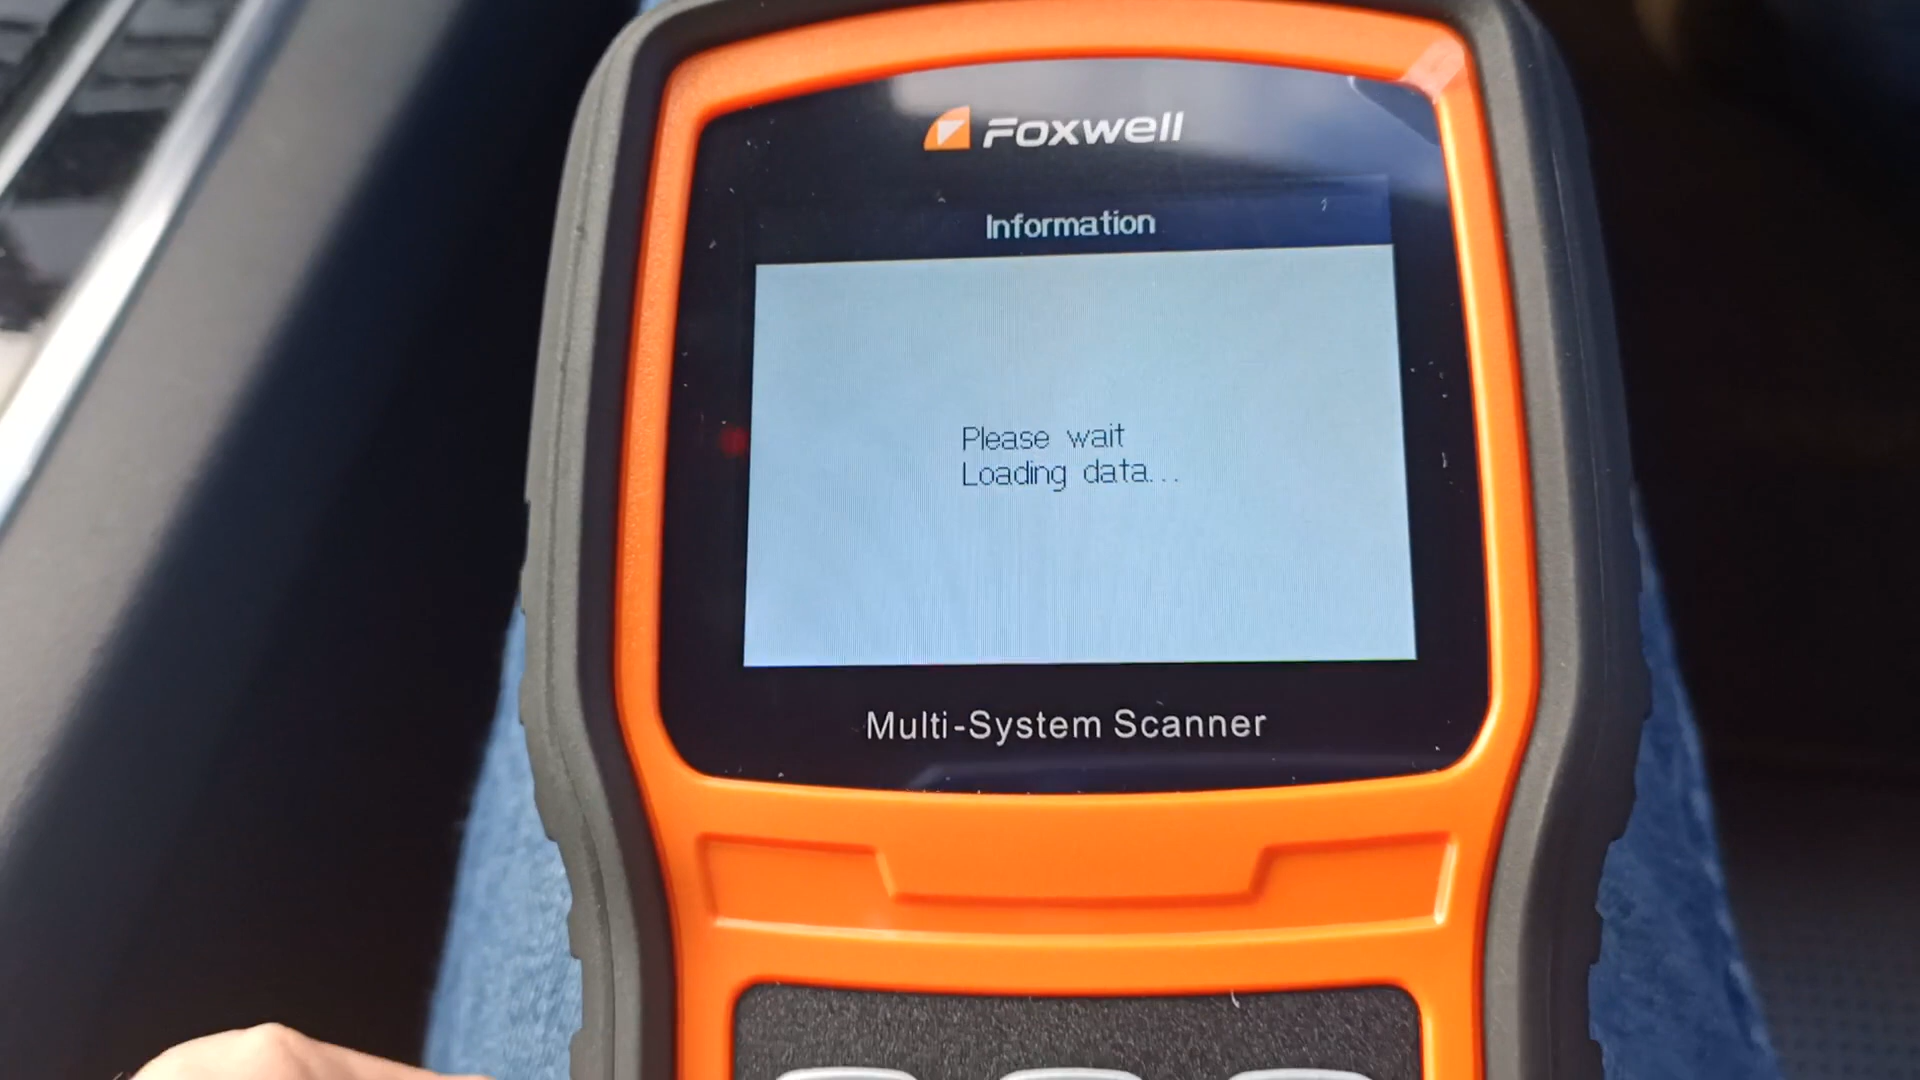 Foxwell
Information
Please wait
Loading data...
Multi-System Scanner